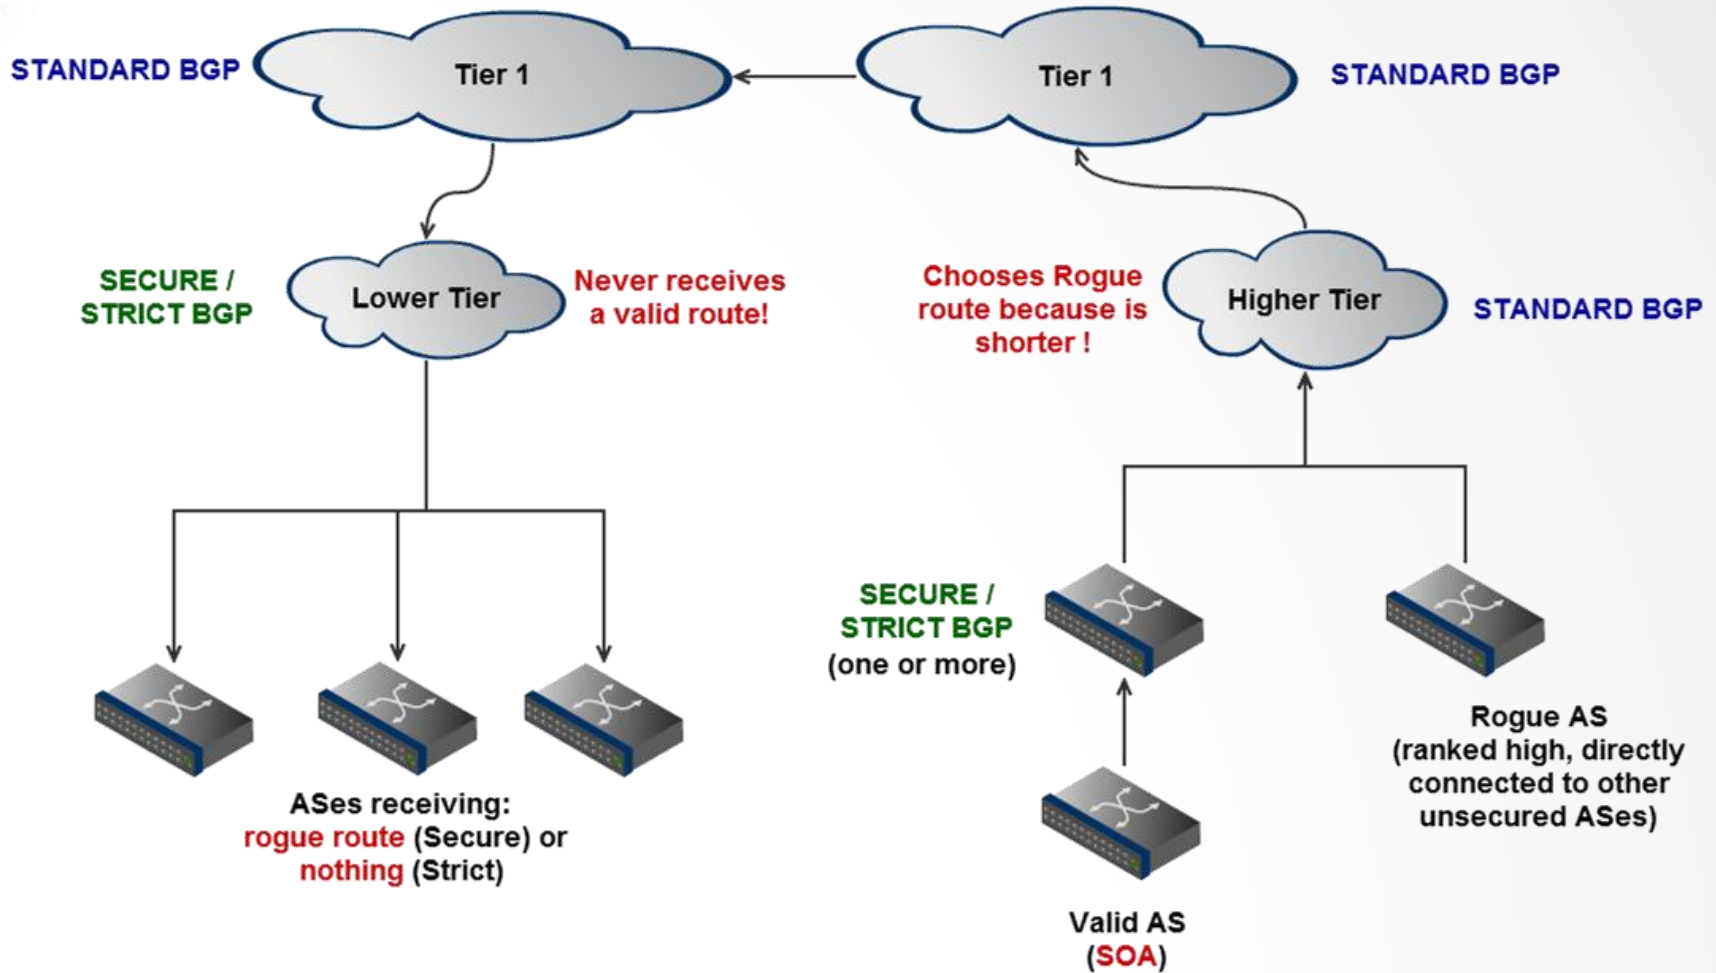 STANDARD BGP
Tier 1
Tier 1
STANDARD BGP
SECURE /
STRICT BGP
Lower Tier
Never receives
a valid route!
Chooses Rogue
route because is
shorter !
Higher Tier
STANDARD BGP
SECURE /
STRICT BGP
(one or more)
Rogue AS
(ranked high, directly
connected to other
unsecured ASes)
ASes receiving:
rogue route (Secure) or
nothing (Strict)
Valid AS
(SOA)